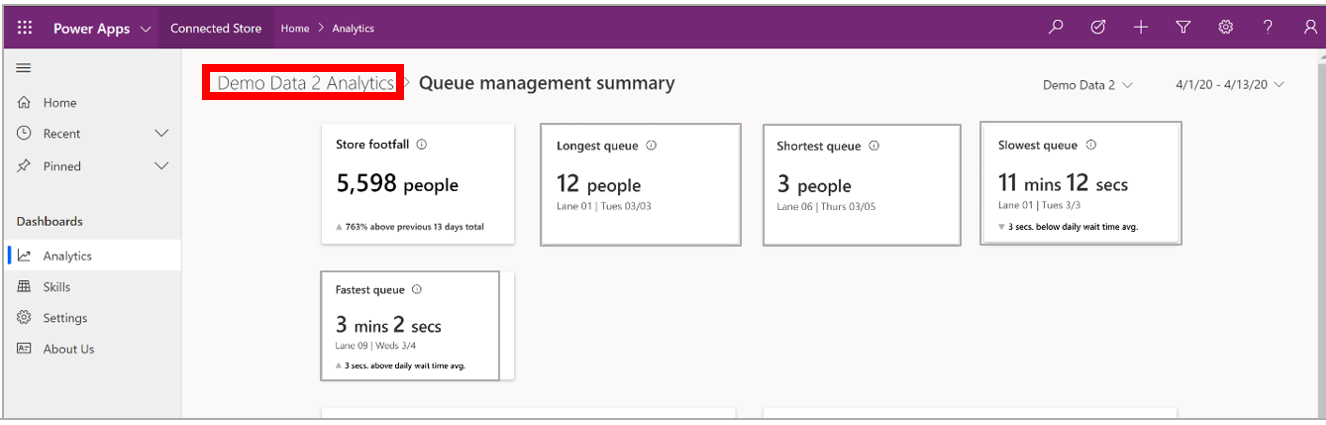 Power Apps Connected Store Home > Analytics
Demo Data 2 Analytics > Queue management summary
Demo Data 2
4/1/20 - 4/13/20
Home
Recent
Pinned
Dashboards
Analytics
Skills
Settings
About Us
Store footfall
5,598 people
763% above previous 13 days total
Longest queue
12 people
Lane 01 | Tues 03/03
Shortest queue
3 people
Lane 06 | Thurs 03/05
Slowest queue
11 mins 12 secs
Lane 01 | Tues 3/3
3 secs. below daily wait time avg.
Fastest queue
3 mins 2 secs
Lane 09 | Weds 3/4
3 secs. above daily wait time avg.